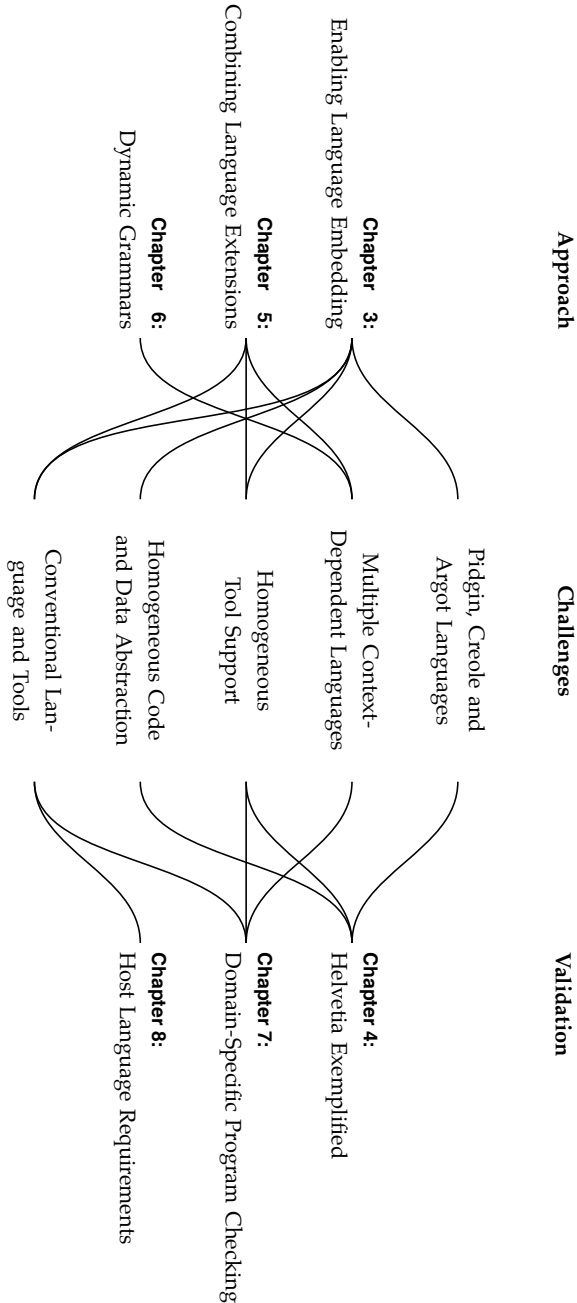 Approach
Challenges
Validation
Chapter 3:
Enabling Language Embedding
Chapter 5:
Combining Language Extensions
Chapter 6:
Dynamic Grammars
Pidgin, Creole and
Argot Languages
Multiple Context-
Dependent Languages
Homogeneous
Tool Support
Homogeneous Code
and Data Abstraction
Conventional Lan-
guage and Tools
Chapter 4:
Helvetia Exemplified
Chapter 7:
Domain-Specific Program Checking
Chapter 8:
Host Language Requirements